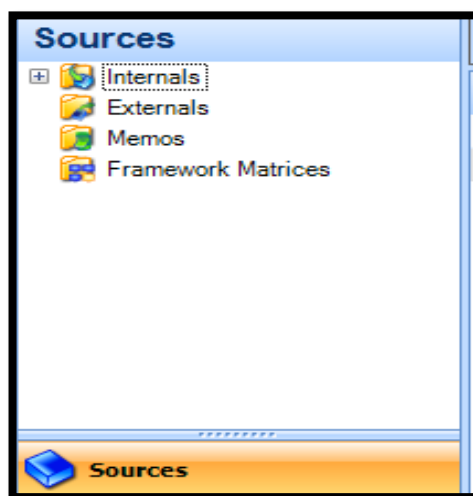 Sources
Internals
Externals
Memos
Framework Matrices
Sources